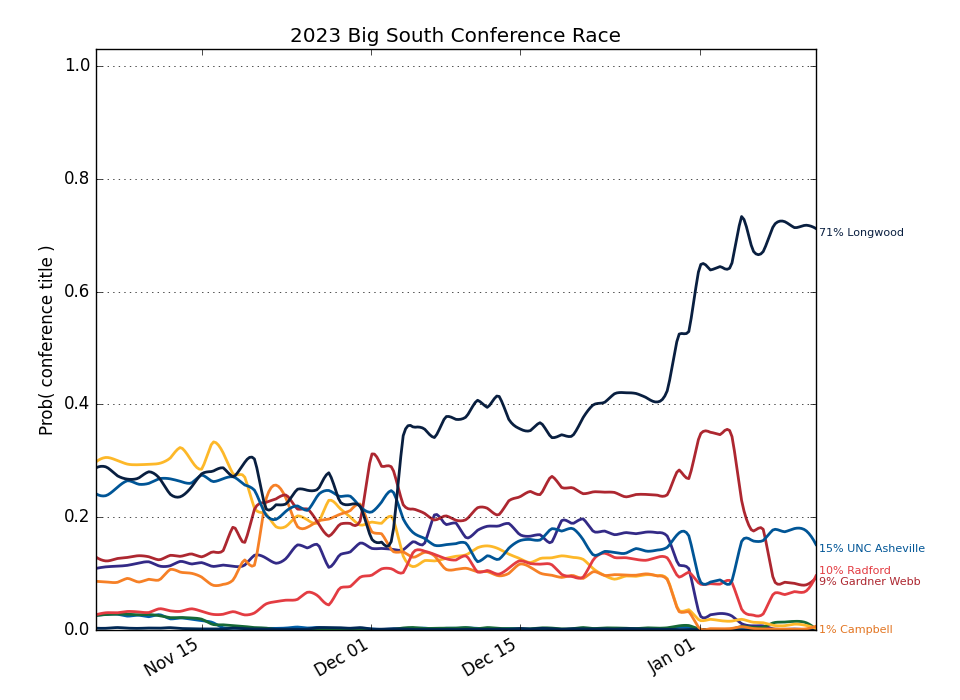 2023 Big South Conference Race
Prob( conference title )
1.0
0.8
0.6
0.4
0.2
0.0
Nov 15
Dec 01
Dec 15
Jan 01
71% Longwood
15% UNC Asheville
10% Radford
9% Gardner Webb
1% Campbell